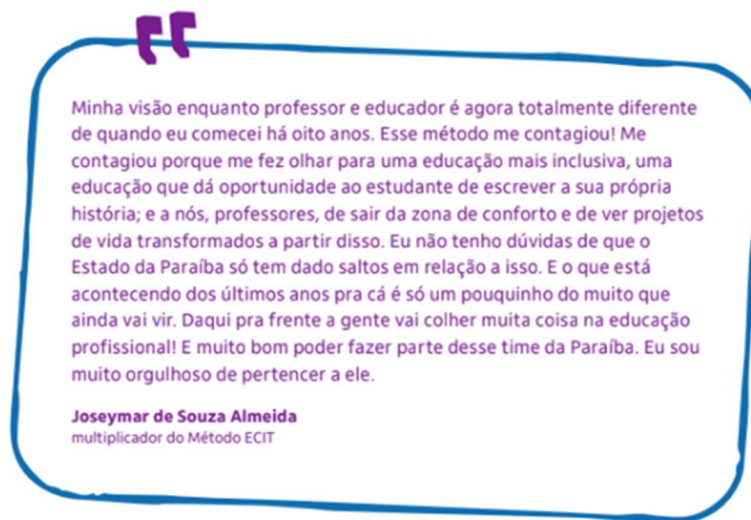 Minha visão enquanto professor e educador é agora totalmente diferente
de quando eu comecei há oito anos. Esse método me contagiou! Me
contagiou porque me fez olhar para uma educação mais inclusiva, uma
educação que dá oportunidade ao estudante de escrever a sua própria
história; e a nós, professores, de sair da zona de conforto e de ver projetos
de vida transformados a partir disso. Eu não tenho dúvidas de que o
Estado da Paraíba só tem dado saltos em relação a isso. E o que está
acontecendo dos últimos anos pra cá é só um pouquinho do muito que
ainda vai vir. Daqui pra frente a gente vai colher muita coisa na educação
profissional! E muito bom poder fazer parte desse time da Paraíba. Eu sou
muito orgulhoso de pertencer a ele.
Joseymar de Souza Almeida
multiplicador do Método ECIT